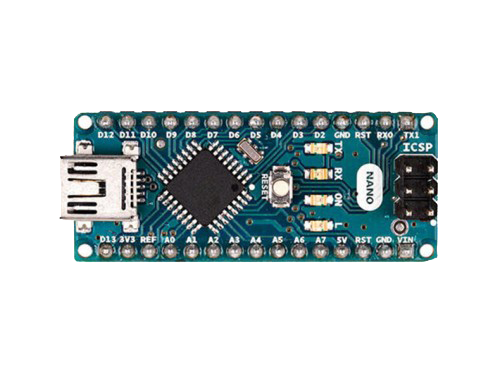 D12 D11 D10 D9 D8 D7 D6 D5 D4 D3 D2 GND RST RX0 TX1
ICSP
TX
RX
ON
RESET
NANO
D13 3V3 REF A0 A1 A2 A3 A4 A5 A6 A7 5V RST GND VIN